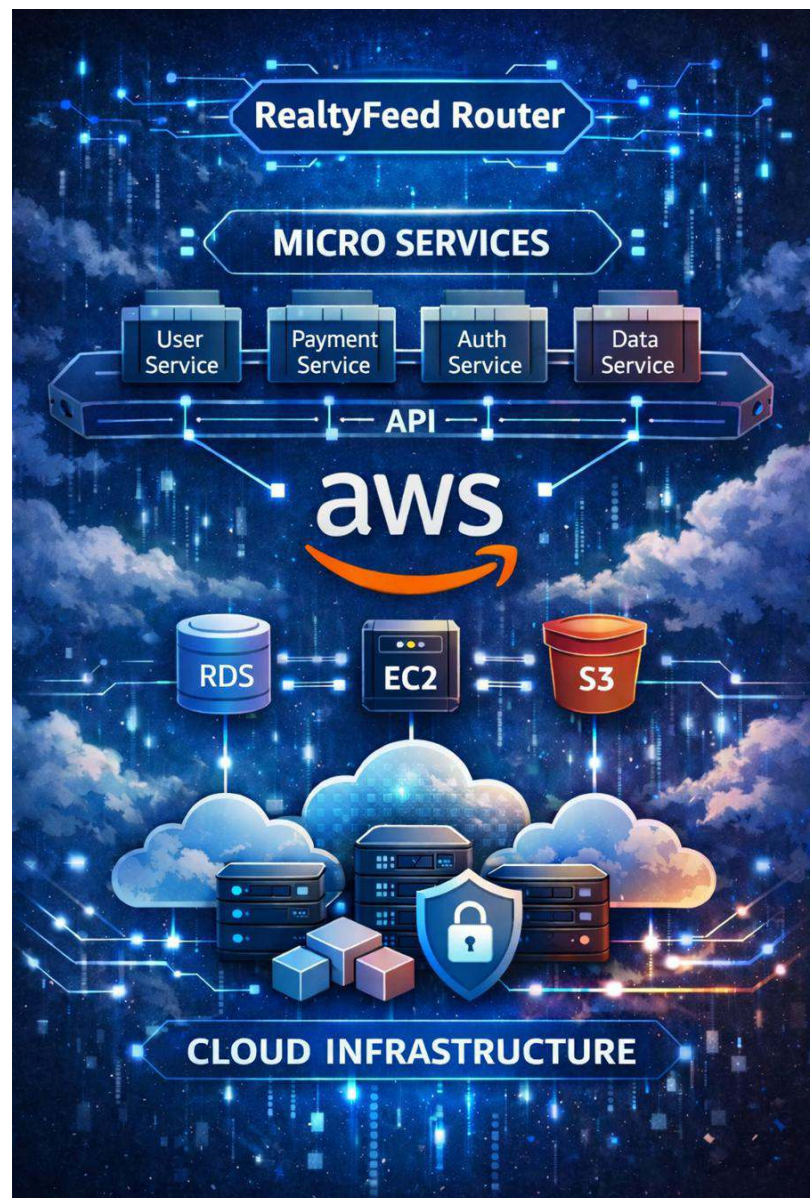 RealtyFeed Router
MICRO SERVICES
User
Service
Payment
Service
Auth
Service
Data
Service
API
aws
RDS
EC2
S3
CLOUD INFRASTRUCTURE